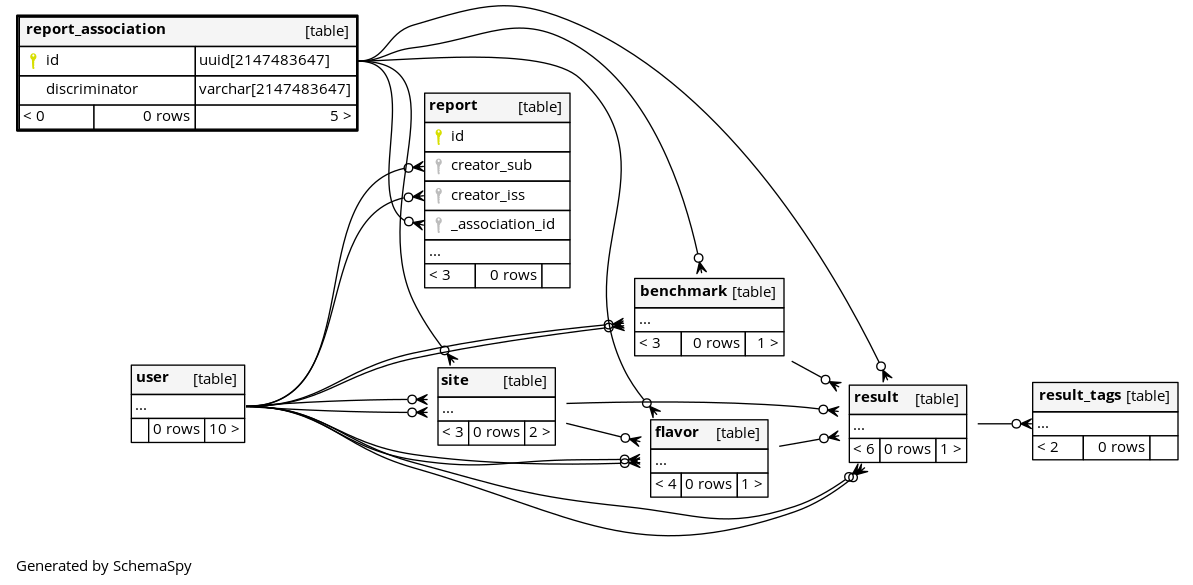 report_association [table]
id uuid[2147483647]
discriminator varchar[2147483647]
< 0 0 rows 5 >
report [table]
id
creator_sub
creator_iss
_association_id
...
< 3 0 rows
benchmark [table]
...
< 3 0 rows 1 >
user [table]
...
0 rows 10 >
site [table]
...
< 3 0 rows 2 >
flavor [table]
...
< 4 0 rows 1 >
result [table]
...
< 6 0 rows 1 >
result_tags [table]
...
< 2 0 rows
Generated by SchemaSpy